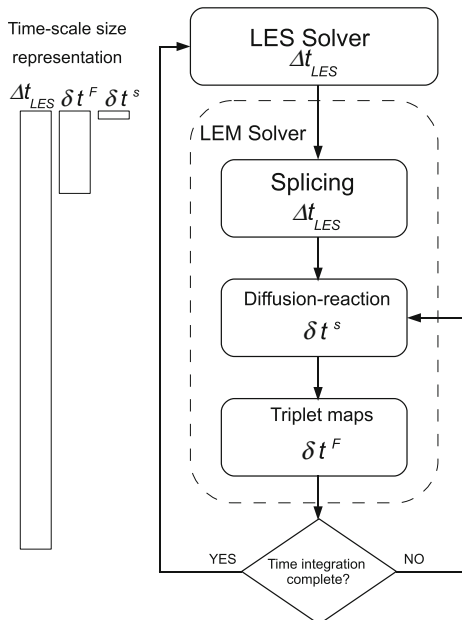 Time-scale size
representation
Δt_LES δt^F δt^s
LES Solver
Δt_LES
LEM Solver
Splicing
Δt_LES
Diffusion-reaction
δt^s
Triplet maps
δt^F
YES
Time integration
complete?
NO